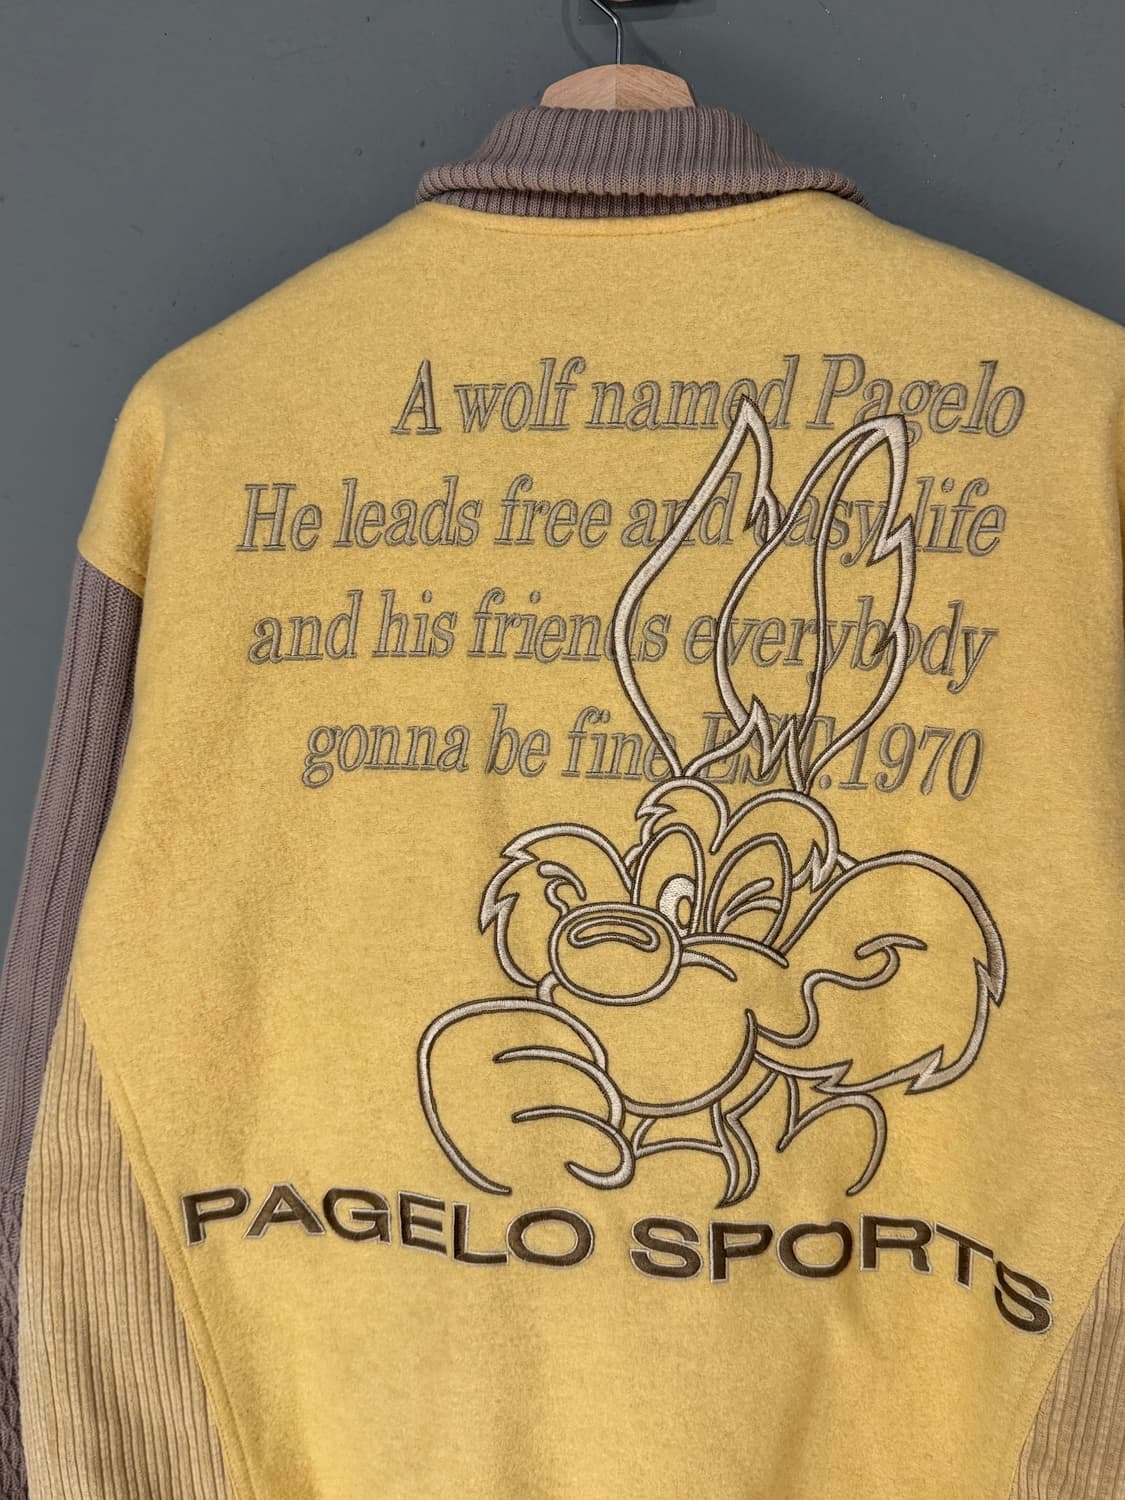 A wolf named Pagelo
He leads free and easy life
and his friends everybody
gonna be fine EST.1970
PAGELO SPORTS